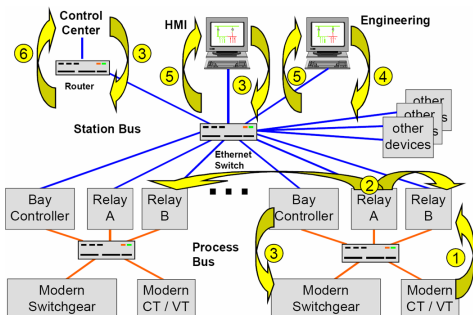 Control
Center
HMI
Engineering
6
3
5
3
5
4
Router
Station Bus
Ethernet
Switch
other
other
devices
2
Bay
Controller
Relay
A
Relay
B
Bay
Controller
Relay
A
Relay
B
Process
Bus
3
1
Modern
Switchgear
Modern
CT / VT
Modern
Switchgear
Modern
CT / VT